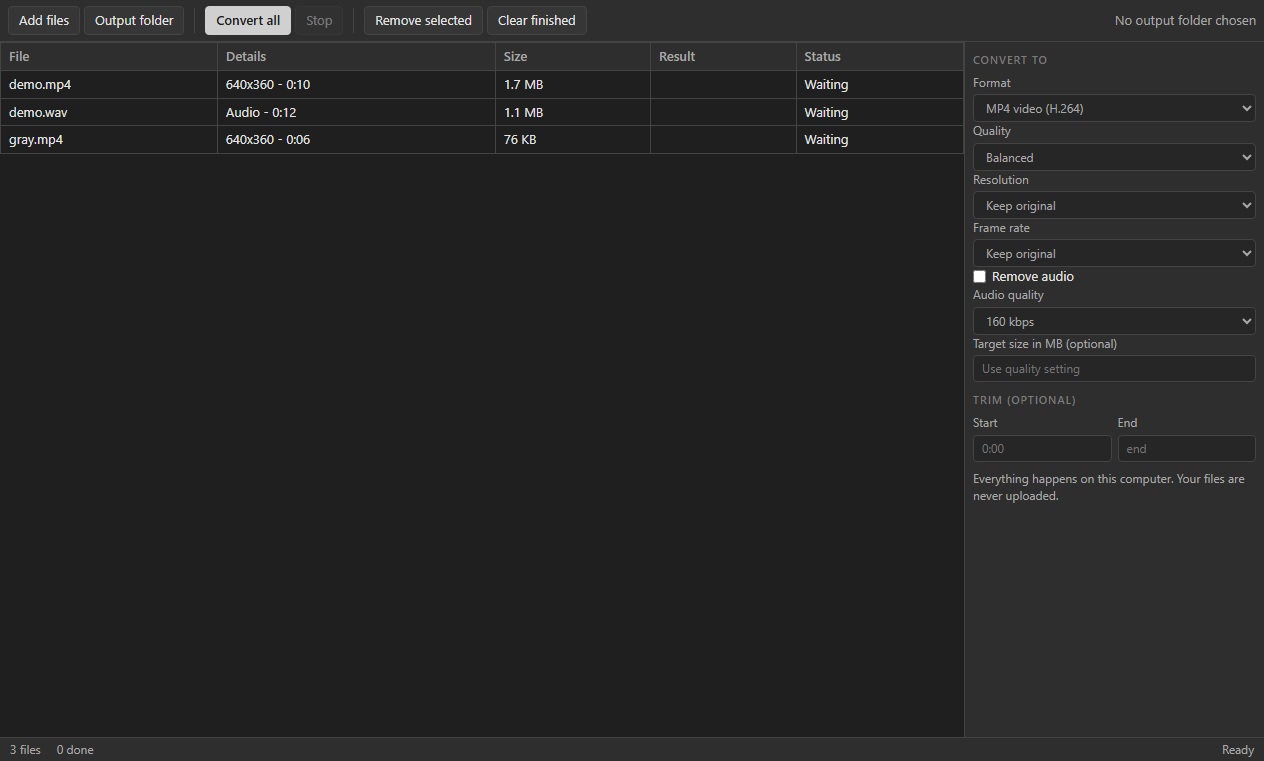 Add files Output folder Convert all Stop Remove selected Clear finished No output folder chosen
File Details Size Result Status
demo.mp4 640x360 - 0:10 1.7 MB Waiting
demo.wav Audio - 0:12 1.1 MB Waiting
gray.mp4 640x360 - 0:06 76 KB Waiting
CONVERT TO
Format
MP4 video (H.264)
Quality
Balanced
Resolution
Keep original
Frame rate
Keep original
Remove audio
Audio quality
160 kbps
Target size in MB (optional)
Use quality setting
TRIM (OPTIONAL)
Start End
0:00 end
Everything happens on this computer. Your files are
never uploaded.
3 files 0 done Ready